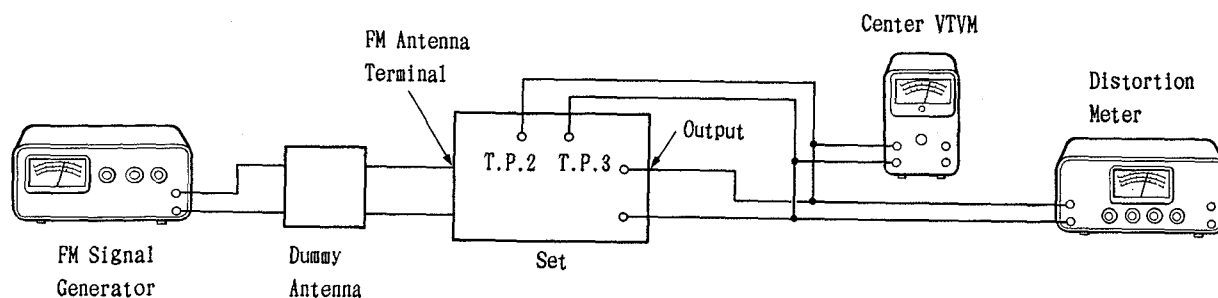 Center VTVM
FM Antenna
Terminal
Distortion
Meter
Output
T.P.2 T.P.3
FM Signal
Generator
Dummy
Antenna
Set